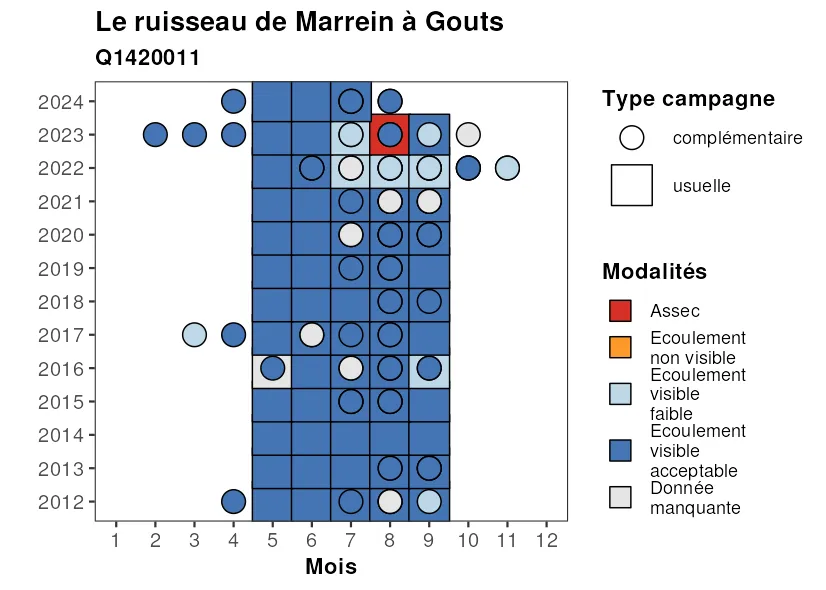 Le ruisseau de Marrein à Gouts
Q1420011
2024
2023
2022
2021
2020
2019
2018
2017
2016
2015
2014
2013
2012
1 2 3 4 5 6 7 8 9 10 11 12
Mois
Type campagne
complémentaire
usuelle
Modalités
Assec
Ecoulement
non visible
Ecoulement
visible
faible
Ecoulement
visible
acceptable
Donnée
manquante